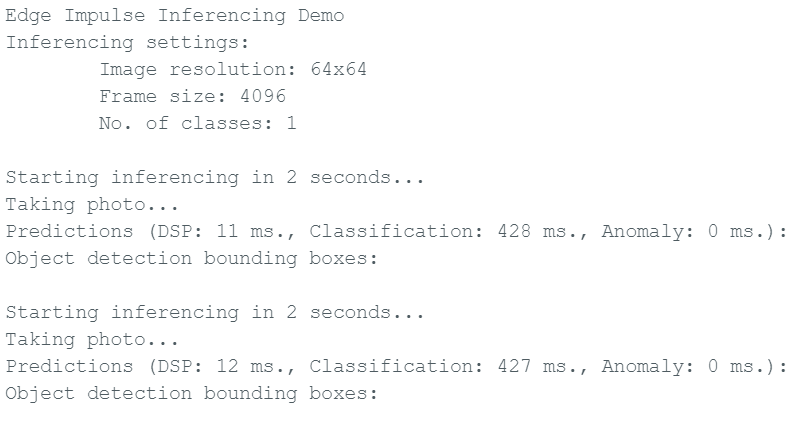 Edge Impulse Inferencing Demo
Inferencing settings:
Image resolution: 64x64
Frame size: 4096
No. of classes: 1
Starting inferencing in 2 seconds...
Taking photo...
Predictions (DSP: 11 ms., Classification: 428 ms., Anomaly: 0 ms.):
Object detection bounding boxes:
Starting inferencing in 2 seconds...
Taking photo...
Predictions (DSP: 12 ms., Classification: 427 ms., Anomaly: 0 ms.):
Object detection bounding boxes: